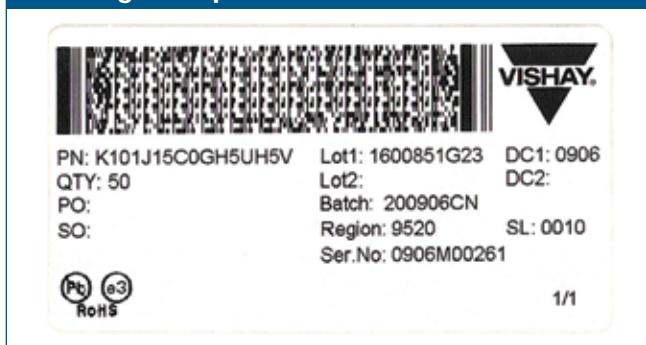 VISHAY.
PN: K101J15C0GH5UH5V Lot1: 1600851G23 DC1: 0906
QTY: 50 Lot2: DC2:
PO: Batch: 200906CN
SO: Region: 9520 SL: 0010
Ser.No: 0906M00261
Pb e3
RoHS
1/1